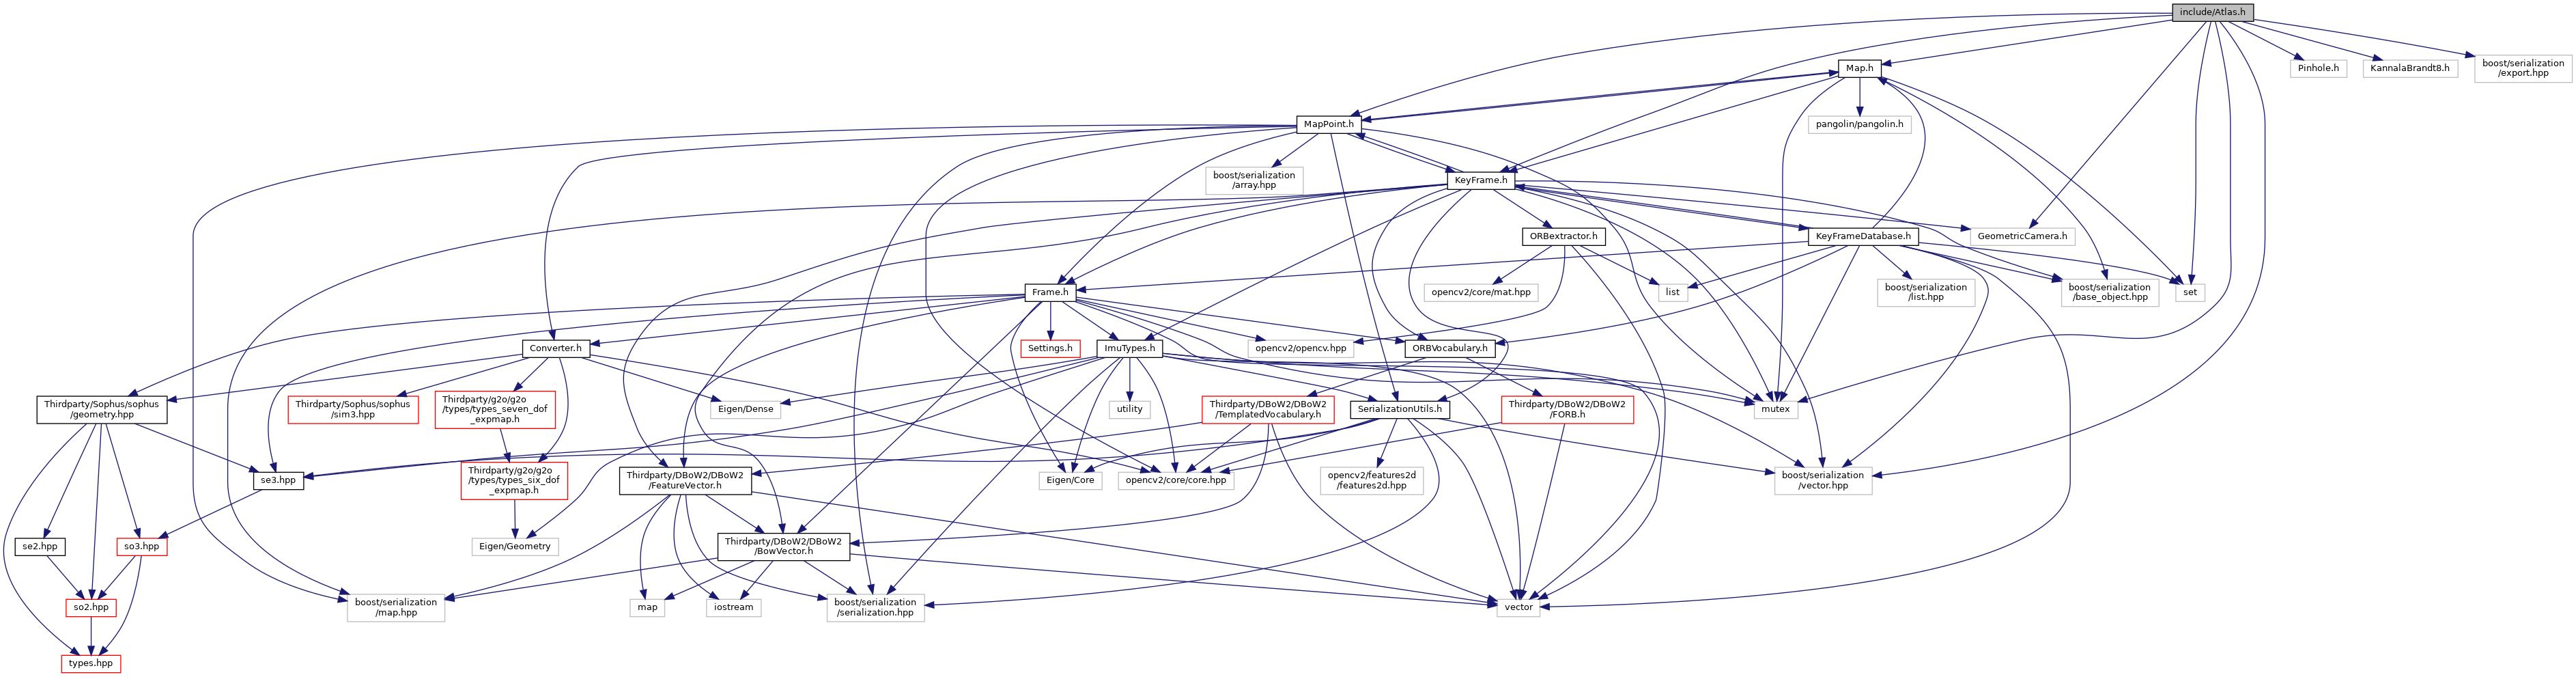 include/Atlas.h
Map.h
Pinhole.h
KannalaBrandt8.h
boost/serialization
/export.hpp
MapPoint.h
pangolin/pangolin.h
boost/serialization
/array.hpp
KeyFrame.h
ORBextractor.h
KeyFrameDatabase.h
GeometricCamera.h
Frame.h
opencv2/core/mat.hpp
list
boost/serialization
/list.hpp
boost/serialization
/base_object.hpp
set
Converter.h
Settings.h
ImuTypes.h
opencv2/opencv.hpp
ORBVocabulary.h
Thirdparty/Sophus/sophus
/geometry.hpp
Thirdparty/Sophus/sophus
/sim3.hpp
Thirdparty/g2o/g2o
/types/types_seven_dof
_expmap.h
Eigen/Dense
utility
Thirdparty/DBoW2/DBoW2
/TemplatedVocabulary.h
SerializationUtils.h
Thirdparty/DBoW2/DBoW2
/FORB.h
mutex
se3.hpp
Thirdparty/g2o/g2o
/types/types_six_dof
_expmap.h
Thirdparty/DBoW2/DBoW2
/FeatureVector.h
Eigen/Core
opencv2/core/core.hpp
opencv2/features2d
/features2d.hpp
boost/serialization
/vector.hpp
se2.hpp
so3.hpp
Eigen/Geometry
Thirdparty/DBoW2/DBoW2
/BowVector.h
so2.hpp
boost/serialization
/map.hpp
map
iostream
boost/serialization
/serialization.hpp
vector
types.hpp